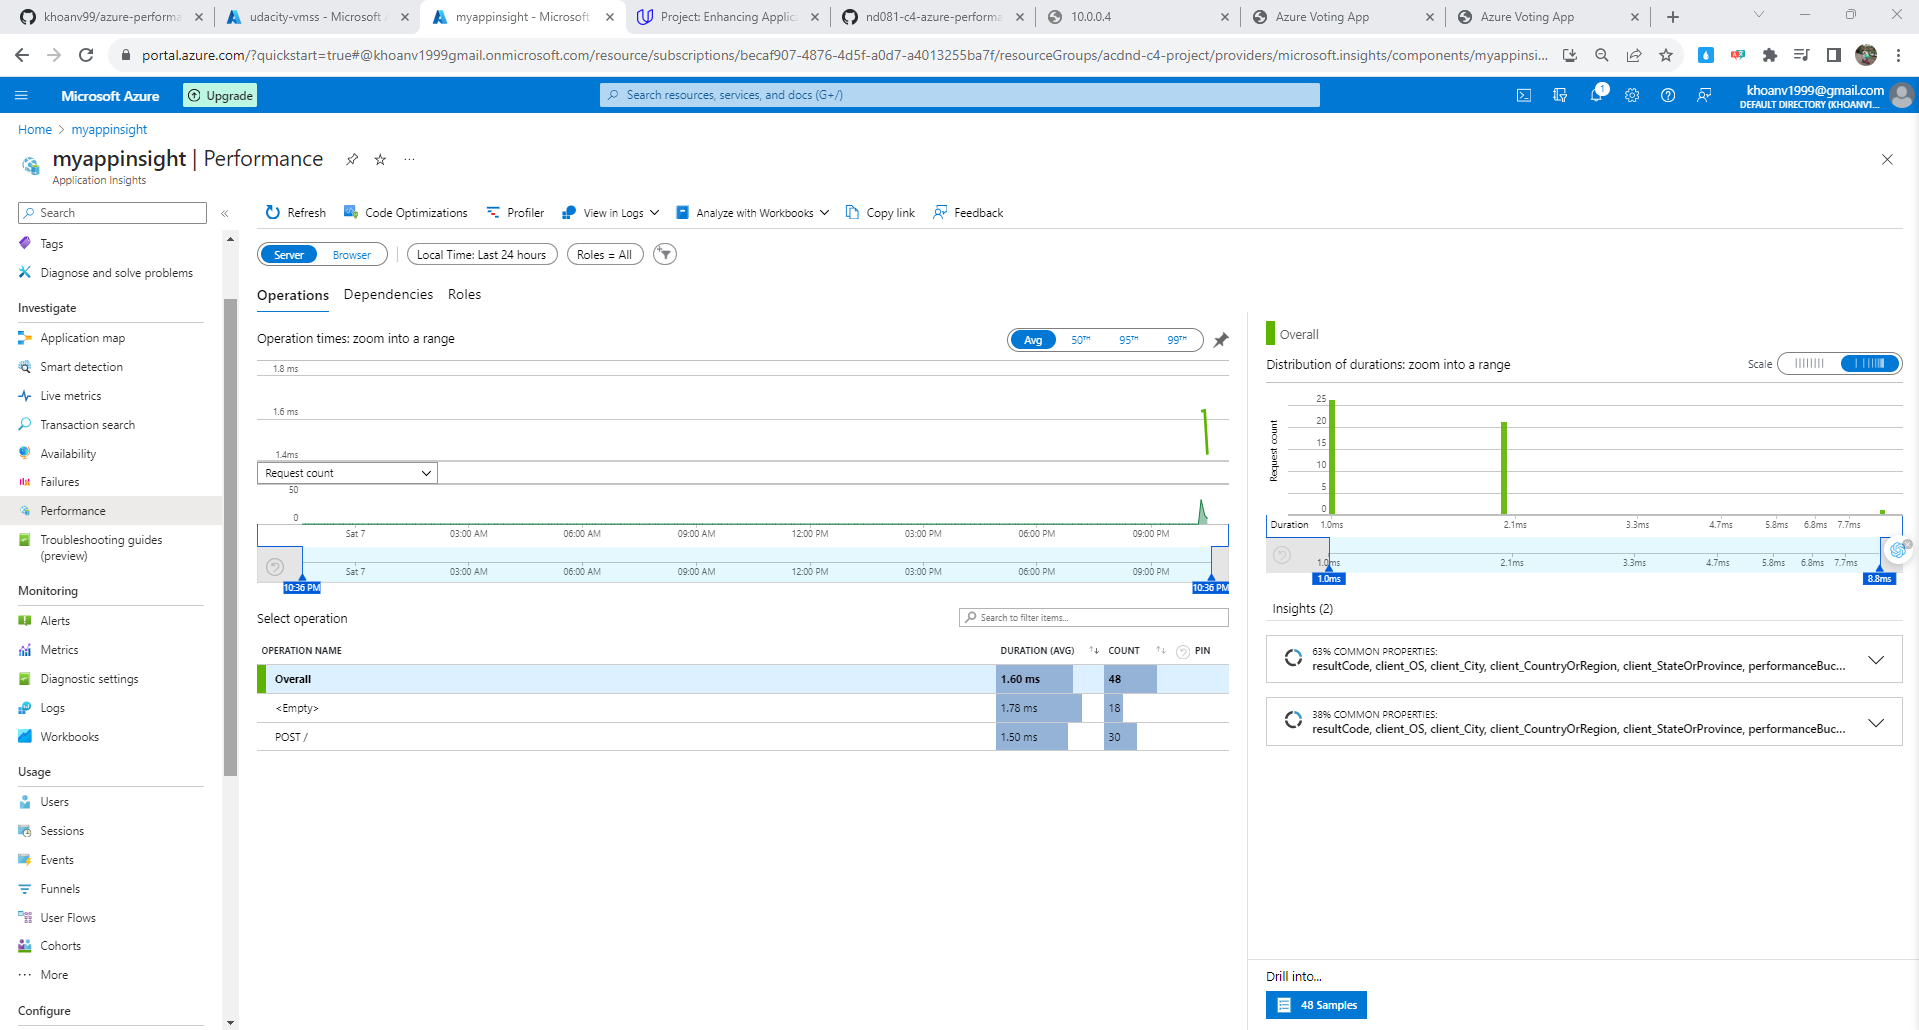 khoanv99/azure-performa
udacity-vmss - Microsoft A
myappinsight - Microsoft
Project: Enhancing Applic
nd081-c4-azure-performa
10.0.0.4
Azure Voting App
Azure Voting App
portal.azure.com/?quickstart=true#@khoanv1999gmail.onmicrosoft.com/resource/subscriptions/becaf907-4876-4d5f-a0d7-a4013255ba7f/resourceGroups/acdnd-c4-project/providers/microsoft.insights/components/myappinsi...
Microsoft Azure
Upgrade
Search resources, services, and docs (G+/)
1
khoanv1999@gmail.com
DEFAULT DIRECTORY (KHOANV1...
Home > myappinsight
myappinsight | Performance
Application Insights
Search
Tags
Diagnose and solve problems
Investigate
Application map
Smart detection
Live metrics
Transaction search
Availability
Failures
Performance
Troubleshooting guides
(preview)
Monitoring
Alerts
Metrics
Diagnostic settings
Logs
Workbooks
Usage
Users
Sessions
Events
Funnels
User Flows
Cohorts
More
Configure
Refresh
Code Optimizations
Profiler
View in Logs
Analyze with Workbooks
Copy link
Feedback
Server
Browser
Local Time: Last 24 hours
Roles = All
Operations
Dependencies
Roles
Operation times: zoom into a range
Avg
50TH
95TH
99TH
1.8 ms
1.6 ms
1.4ms
Request count
50
0
Sat 7
03:00 AM
06:00 AM
09:00 AM
12:00 PM
03:00 PM
06:00 PM
09:00 PM
Sat 7
03:00 AM
06:00 AM
09:00 AM
12:00 PM
03:00 PM
06:00 PM
09:00 PM
10:36 PM
10:36 PM
Select operation
Search to filter items...
OPERATION NAME
DURATION (AVG)
COUNT
PIN
Overall
1.60 ms
48
<Empty>
1.78 ms
18
POST /
1.50 ms
30
Overall
Distribution of durations: zoom into a range
Scale
Request count
25
20
15
10
5
0
Duration
1.0ms
2.1ms
3.3ms
4.7ms
5.8ms
6.8ms
7.7ms
1.0ms
2.1ms
3.3ms
4.7ms
5.8ms
6.8ms
7.7ms
1.0ms
8.8ms
Insights (2)
63% COMMON PROPERTIES:
resultCode, client_OS, client_City, client_CountryOrRegion, client_StateOrProvince, performanceBuc...
38% COMMON PROPERTIES:
resultCode, client_OS, client_City, client_CountryOrRegion, client_StateOrProvince, performanceBuc...
Drill into...
48 Samples